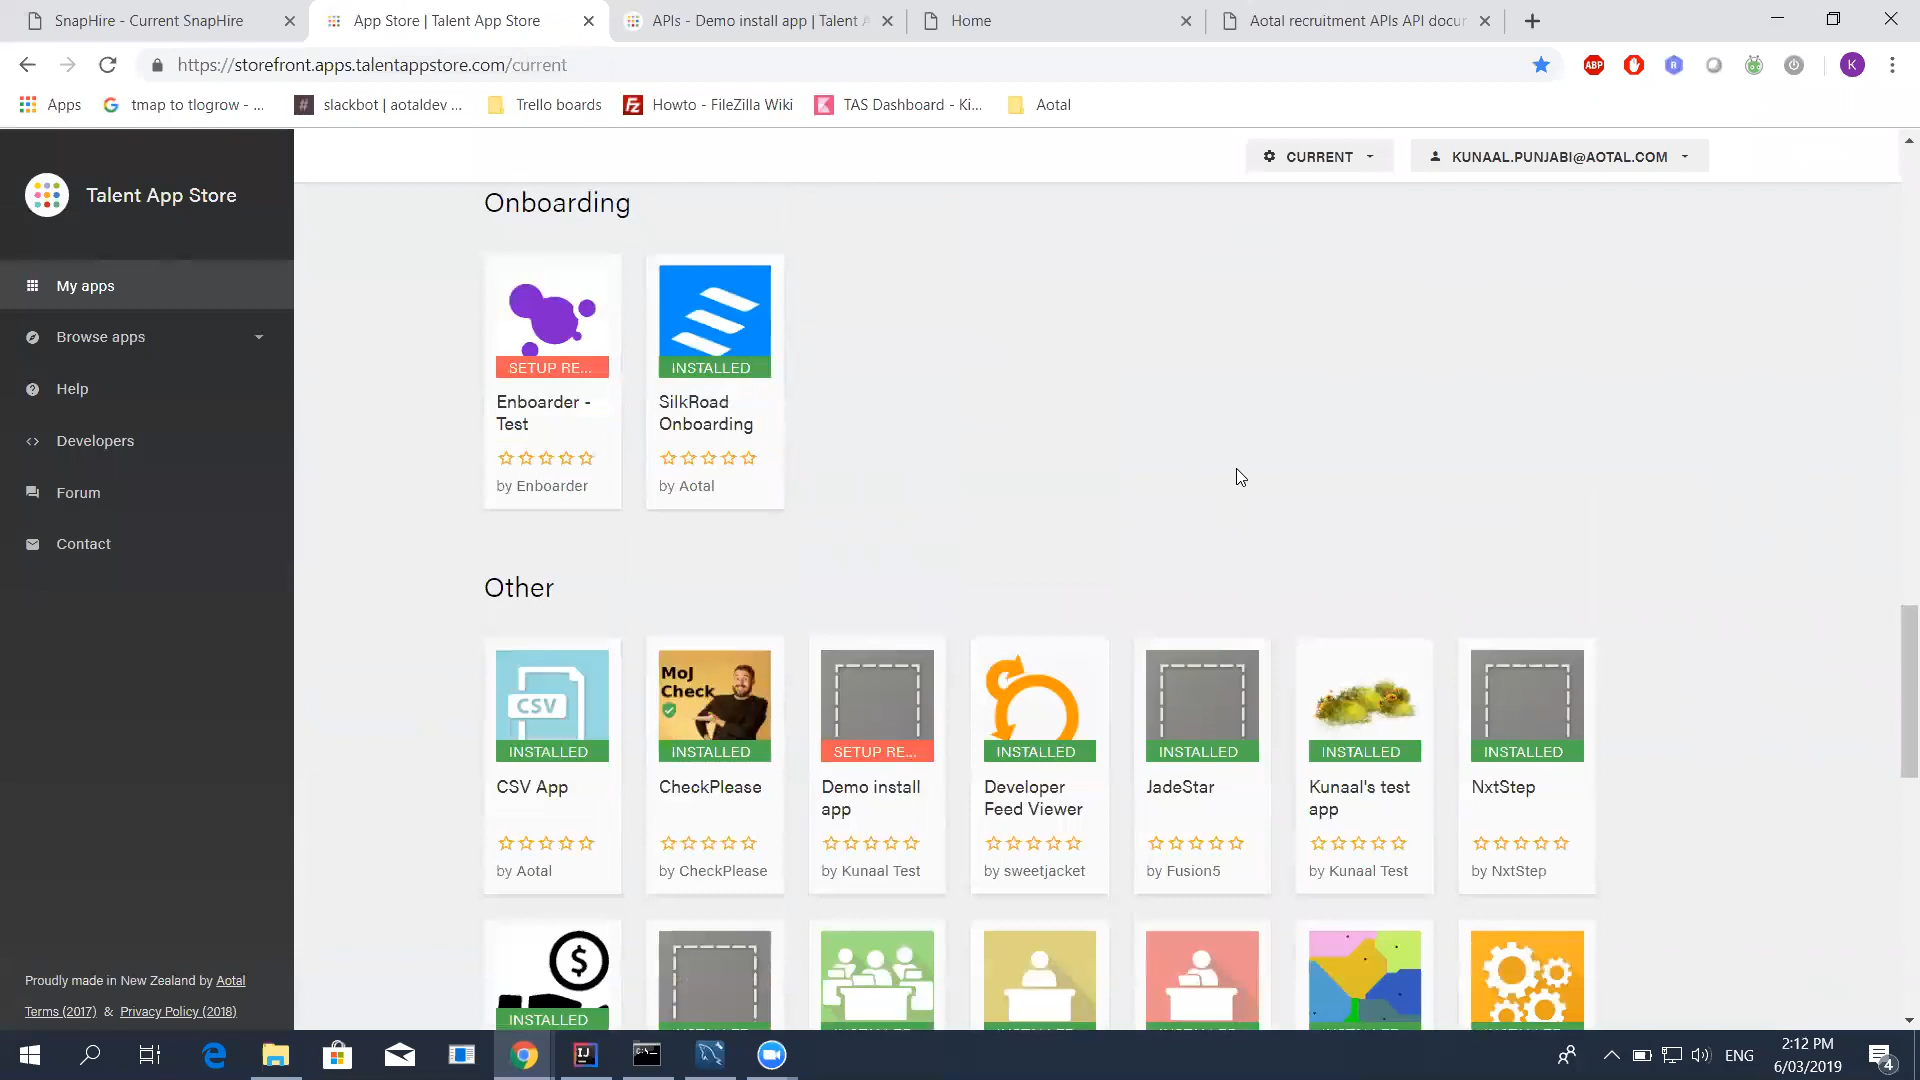 SnapHire - Current SnapHire
App Store | Talent App Store
APIs - Demo install app | Talent A
Home
Aotal recruitment APIs API docu
https://storefront.apps.talentappstore.com/current
ABP
R
K
Apps
tmap to tlogrow - ...
slackbot | aotaldev ...
Trello boards
Howto - FileZilla Wiki
TAS Dashboard - Ki...
Aotal
Talent App Store
CURRENT
KUNAAL.PUNJABI@AOTAL.COM
My apps
Browse apps
Help
Developers
Forum
Contact
Proudly made in New Zealand by Aotal
Terms (2017) & Privacy Policy (2018)
Onboarding
SETUP RE...
INSTALLED
Enboarder -
Test
SilkRoad
Onboarding
by Enboarder
by Aotal
Other
CSV
MoJ
Check
INSTALLED
INSTALLED
SETUP RE...
INSTALLED
INSTALLED
INSTALLED
INSTALLED
CSV App
CheckPlease
Demo install
app
Developer
Feed Viewer
JadeStar
Kunaal's test
app
NxtStep
by Aotal
by CheckPlease
by Kunaal Test
by sweetjacket
by Fusion5
by Kunaal Test
by NxtStep
$
INSTALLED
ENG
2:12 PM
6/03/2019
4